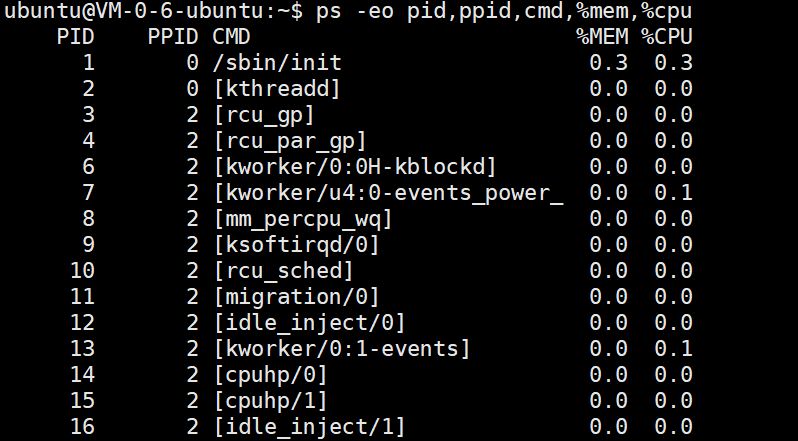 ubuntu@VM-0-6-ubuntu:~$ ps -eo pid,ppid,cmd,%mem,%cpu
PID PPID CMD %MEM %CPU
1 0 /sbin/init 0.3 0.3
2 0 [kthreadd] 0.0 0.0
3 2 [rcu_gp] 0.0 0.0
4 2 [rcu_par_gp] 0.0 0.0
6 2 [kworker/0:0H-kblockd] 0.0 0.0
7 2 [kworker/u4:0-events_power_ 0.0 0.1
8 2 [mm_percpu_wq] 0.0 0.0
9 2 [ksoftirqd/0] 0.0 0.0
10 2 [rcu_sched] 0.0 0.0
11 2 [migration/0] 0.0 0.0
12 2 [idle_inject/0] 0.0 0.0
13 2 [kworker/0:1-events] 0.0 0.1
14 2 [cpuhp/0] 0.0 0.0
15 2 [cpuhp/1] 0.0 0.0
16 2 [idle_inject/1] 0.0 0.0